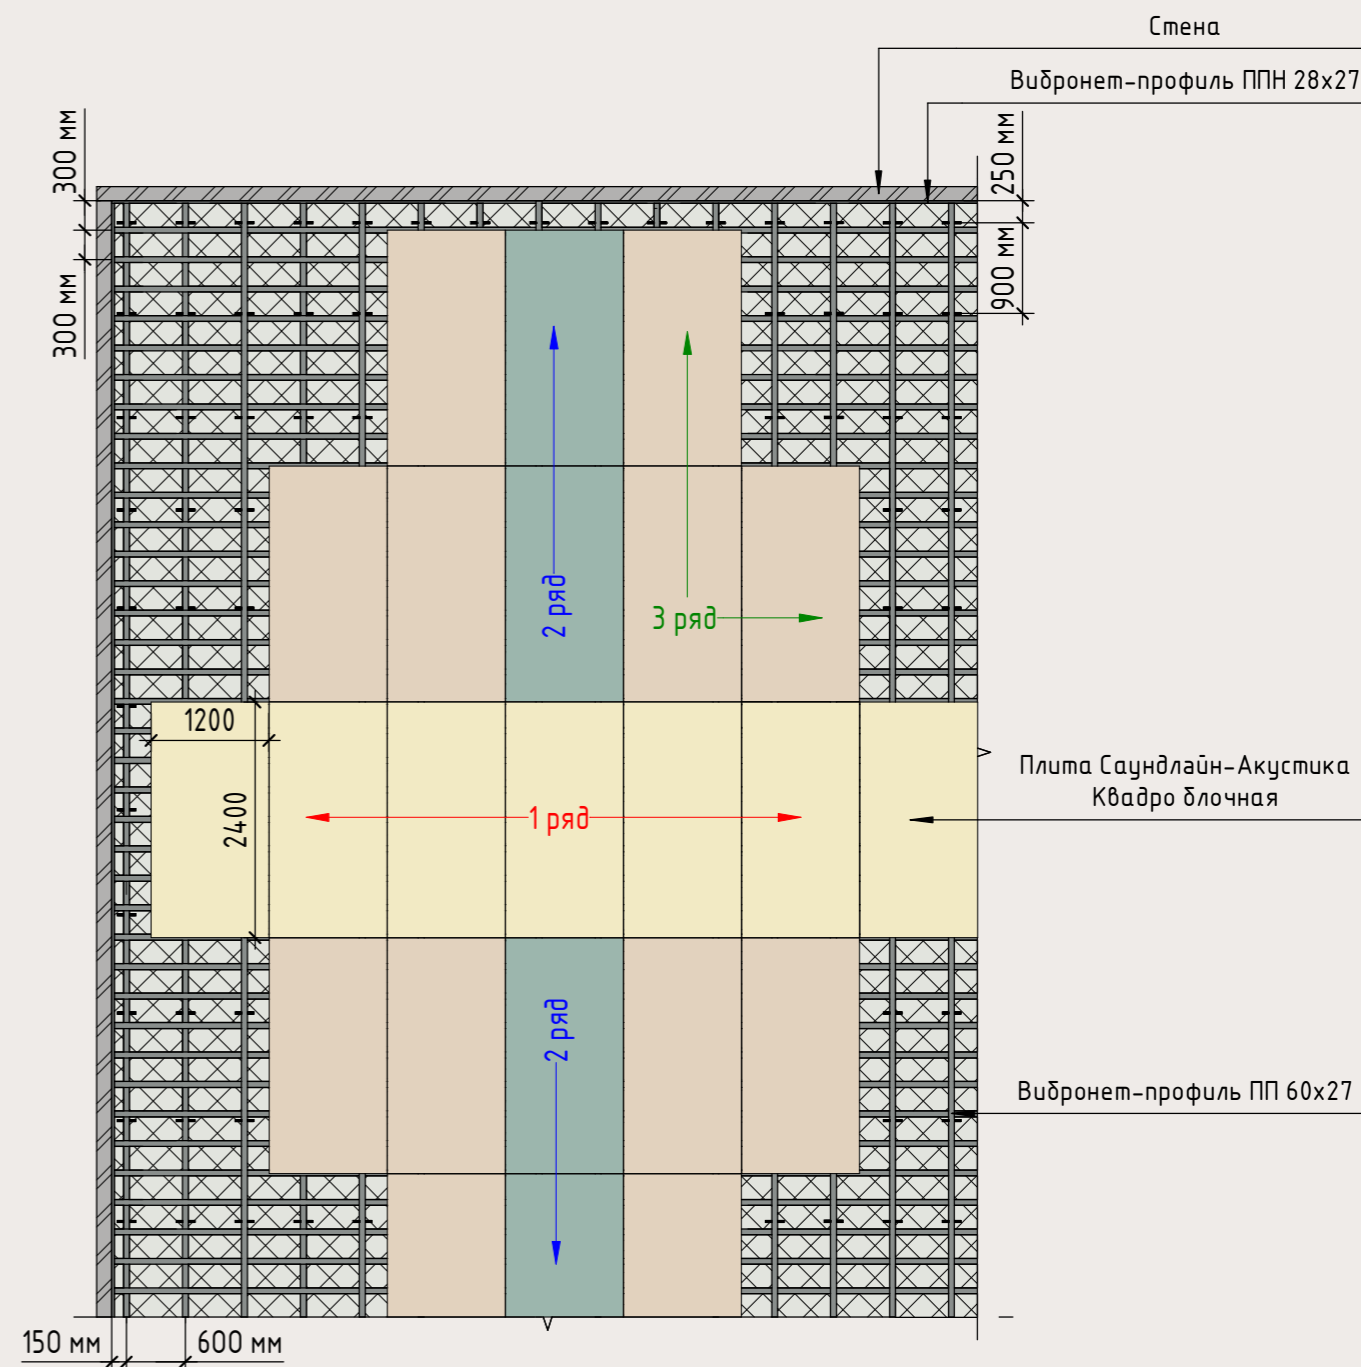 Стена
Вибронет-профиль ППН 28х27
300 мм
250 мм
300 мм
900 мм
2 ряд
3 ряд
1200
2400
1 ряд
Плита Саундлайн-Акустика
Квадро блочная
2 ряд
Вибронет-профиль ПП 60х27
150 мм
600 мм